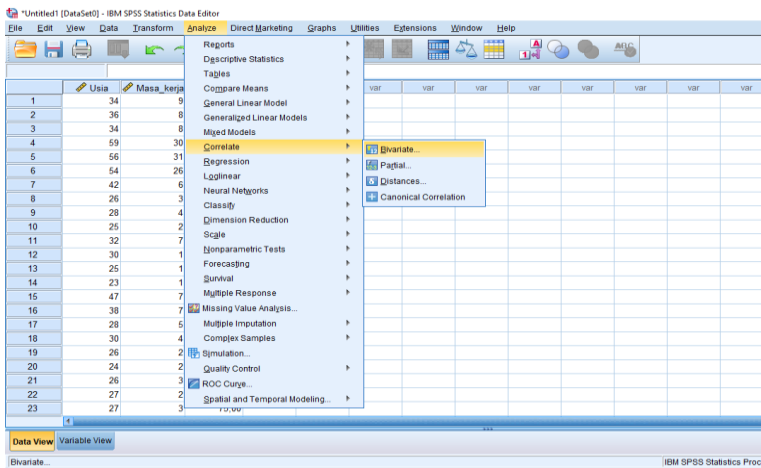 *Untitled1 [DataSet0] - IBM SPSS Statistics Data Editor
File Edit View Data Transform Analyze Direct Marketing Graphs Utilities Extensions Window Help
Reports
Descriptive Statistics
Tables
Compare Means
General Linear Model
Generalized Linear Models
Mixed Models
Correlate
Regression
Loglinear
Neural Networks
Classify
Dimension Reduction
Scale
Nonparametric Tests
Forecasting
Survival
Multiple Response
Missing Value Analysis...
Multiple Imputation
Complex Samples
Simulation...
Quality Control
ROC Curve...
Spatial and Temporal Modeling...
Bivariate...
Partial...
Distances...
Canonical Correlation
Usia Masa_kerja var var var var var var var var
1 34 9
2 36 8
3 34 8
4 59 30
5 56 31
6 54 26
7 42 6
8 26 3
9 28 4
10 25 2
11 32 7
12 30 1
13 25 1
14 23 1
15 47 7
16 38 7
17 28 5
18 30 4
19 26 2
20 24 2
21 26 3
22 27 2
23 27 3
Data View Variable View
Bivariate... IBM SPSS Statistics Proc